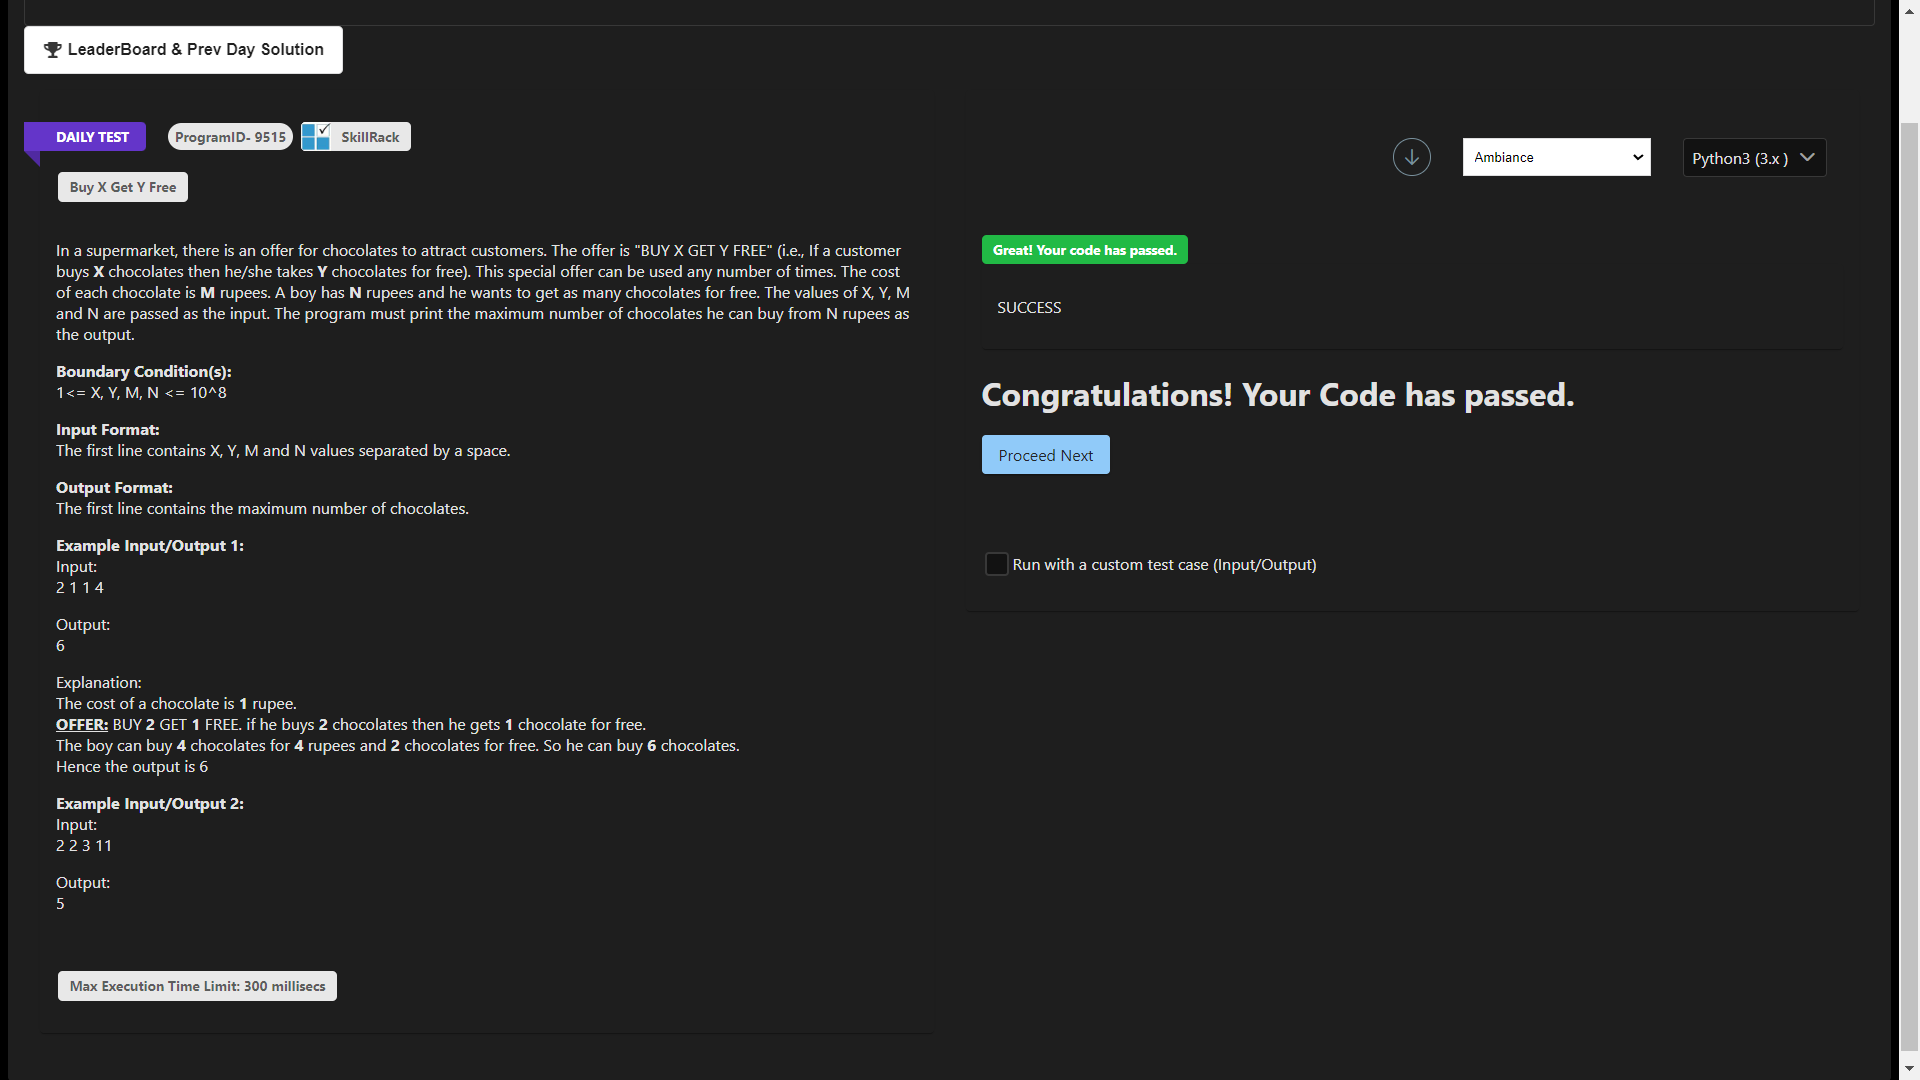 LeaderBoard & Prev Day Solution
DAILY TEST
ProgramID- 9515
SkillRack
Ambiance
Python3 (3.x )
Buy X Get Y Free
In a supermarket, there is an offer for chocolates to attract customers. The offer is "BUY X GET Y FREE" (i.e., If a customer
buys X chocolates then he/she takes Y chocolates for free). This special offer can be used any number of times. The cost
of each chocolate is M rupees. A boy has N rupees and he wants to get as many chocolates for free. The values of X, Y, M
and N are passed as the input. The program must print the maximum number of chocolates he can buy from N rupees as
the output.
Boundary Condition(s):
1<= X, Y, M, N <= 10^8
Input Format:
The first line contains X, Y, M and N values separated by a space.
Output Format:
The first line contains the maximum number of chocolates.
Example Input/Output 1:
Input:
2 1 1 4
Output:
6
Explanation:
The cost of a chocolate is 1 rupee.
OFFER: BUY 2 GET 1 FREE. if he buys 2 chocolates then he gets 1 chocolate for free.
The boy can buy 4 chocolates for 4 rupees and 2 chocolates for free. So he can buy 6 chocolates.
Hence the output is 6
Example Input/Output 2:
Input:
2 2 3 11
Output:
5
Max Execution Time Limit: 300 millisecs
Great! Your code has passed.
SUCCESS
Congratulations! Your Code has passed.
Proceed Next
Run with a custom test case (Input/Output)